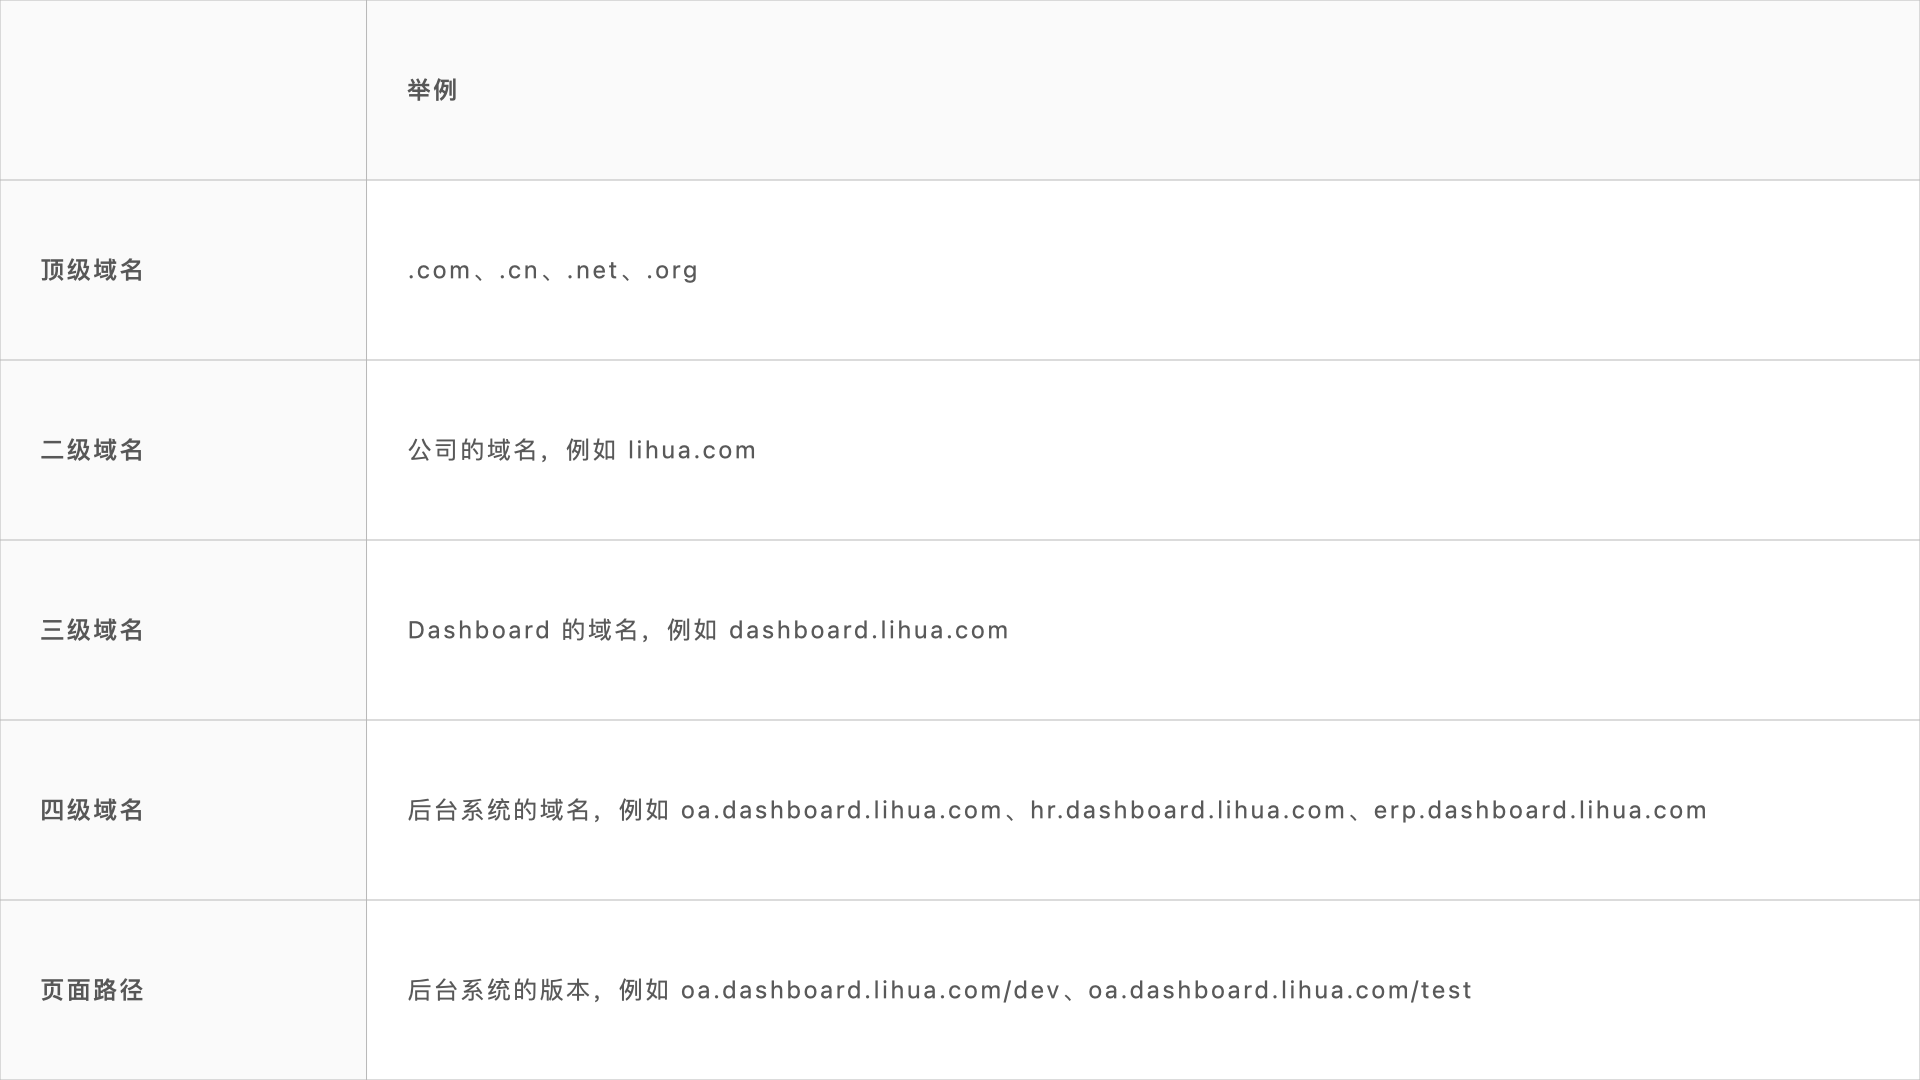 举例
顶级域名
.com、.cn、.net、.org
二级域名
公司的域名，例如 lihua.com
三级域名
Dashboard 的域名，例如 dashboard.lihua.com
四级域名
后台系统的域名，例如 oa.dashboard.lihua.com、hr.dashboard.lihua.com、erp.dashboard.lihua.com
页面路径
后台系统的版本，例如 oa.dashboard.lihua.com/dev、oa.dashboard.lihua.com/test